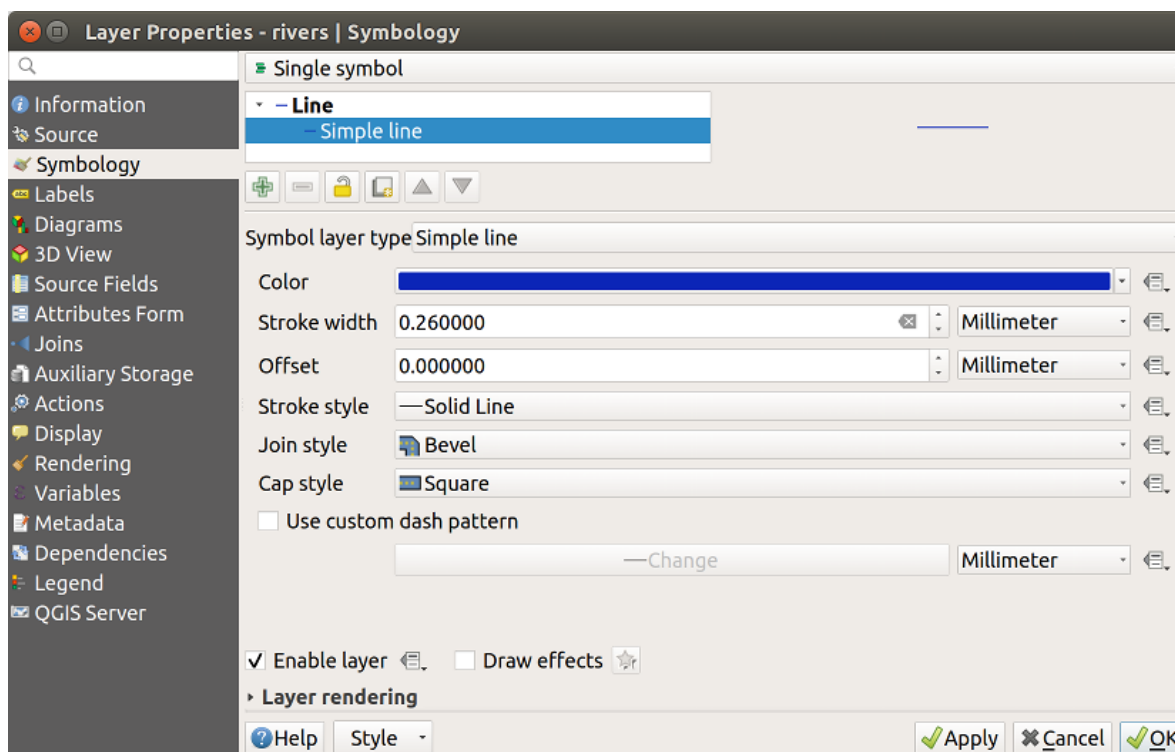 Layer Properties - rivers | Symbology
Information
Source
Symbology
Labels
Diagrams
3D View
Source Fields
Attributes Form
Joins
Auxiliary Storage
Actions
Display
Rendering
Variables
Metadata
Dependencies
Legend
QGIS Server
Single symbol
Line
Simple line
Symbol layer type Simple line
Color
Stroke width 0.260000 Millimeter
Offset 0.000000 Millimeter
Stroke style Solid Line
Join style Bevel
Cap style Square
Use custom dash pattern
Change Millimeter
Enable layer Draw effects
Layer rendering
Help Style Apply Cancel OK